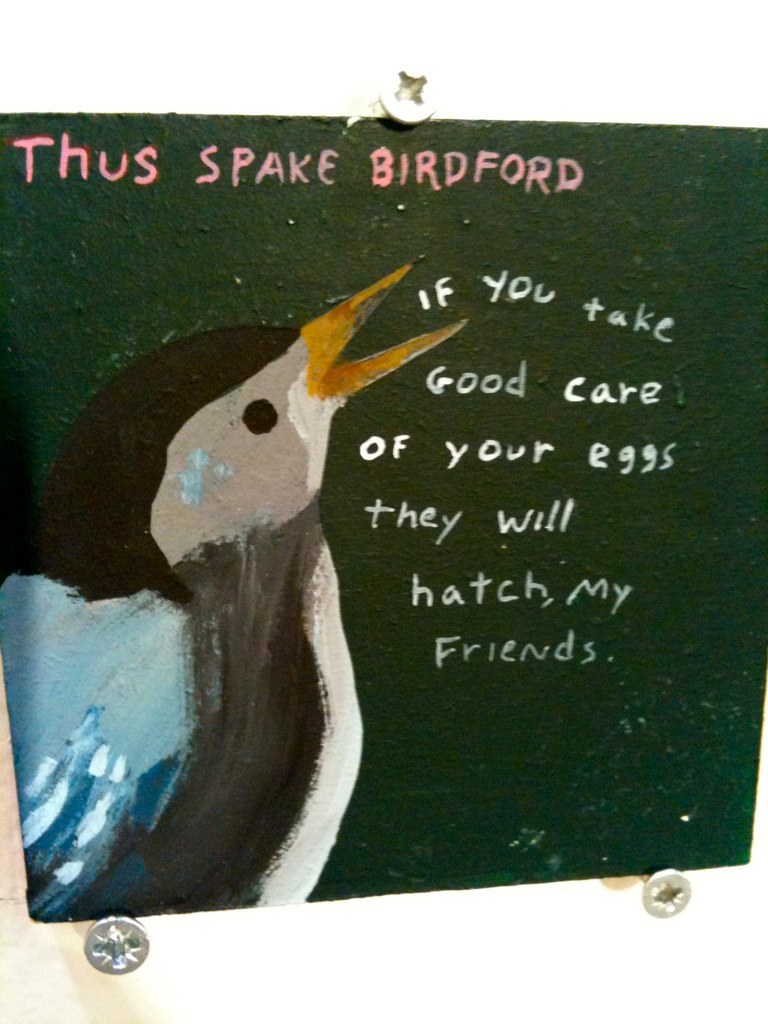 Thus SPAKE BIRDFORD
IF YOU take
GOOD care
OF your eggs
they will
hatch, My
FrIeNds.